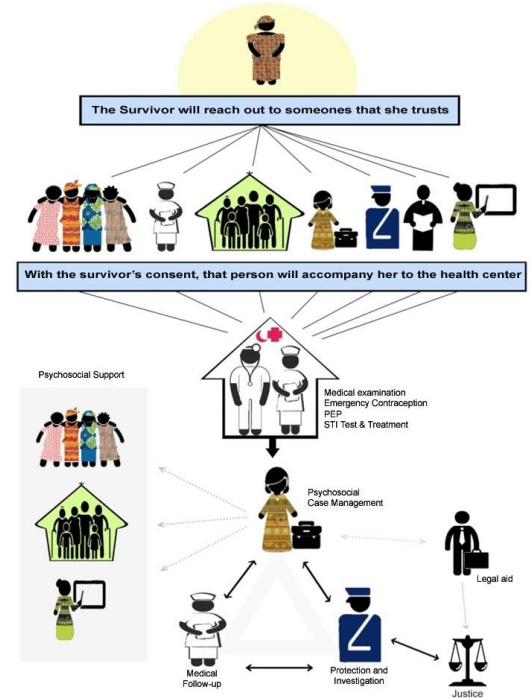 The Survivor will reach out to someones that she trusts
With the survivor's consent, that person will accompany her to the health center
Psychosocial Support
Medical examination
Emergency Contraception
PEP
STI Test & Treatment
Psychosocial
Case Management
Legal aid
Medical
Follow-up
Protection and
Investigation
Justice